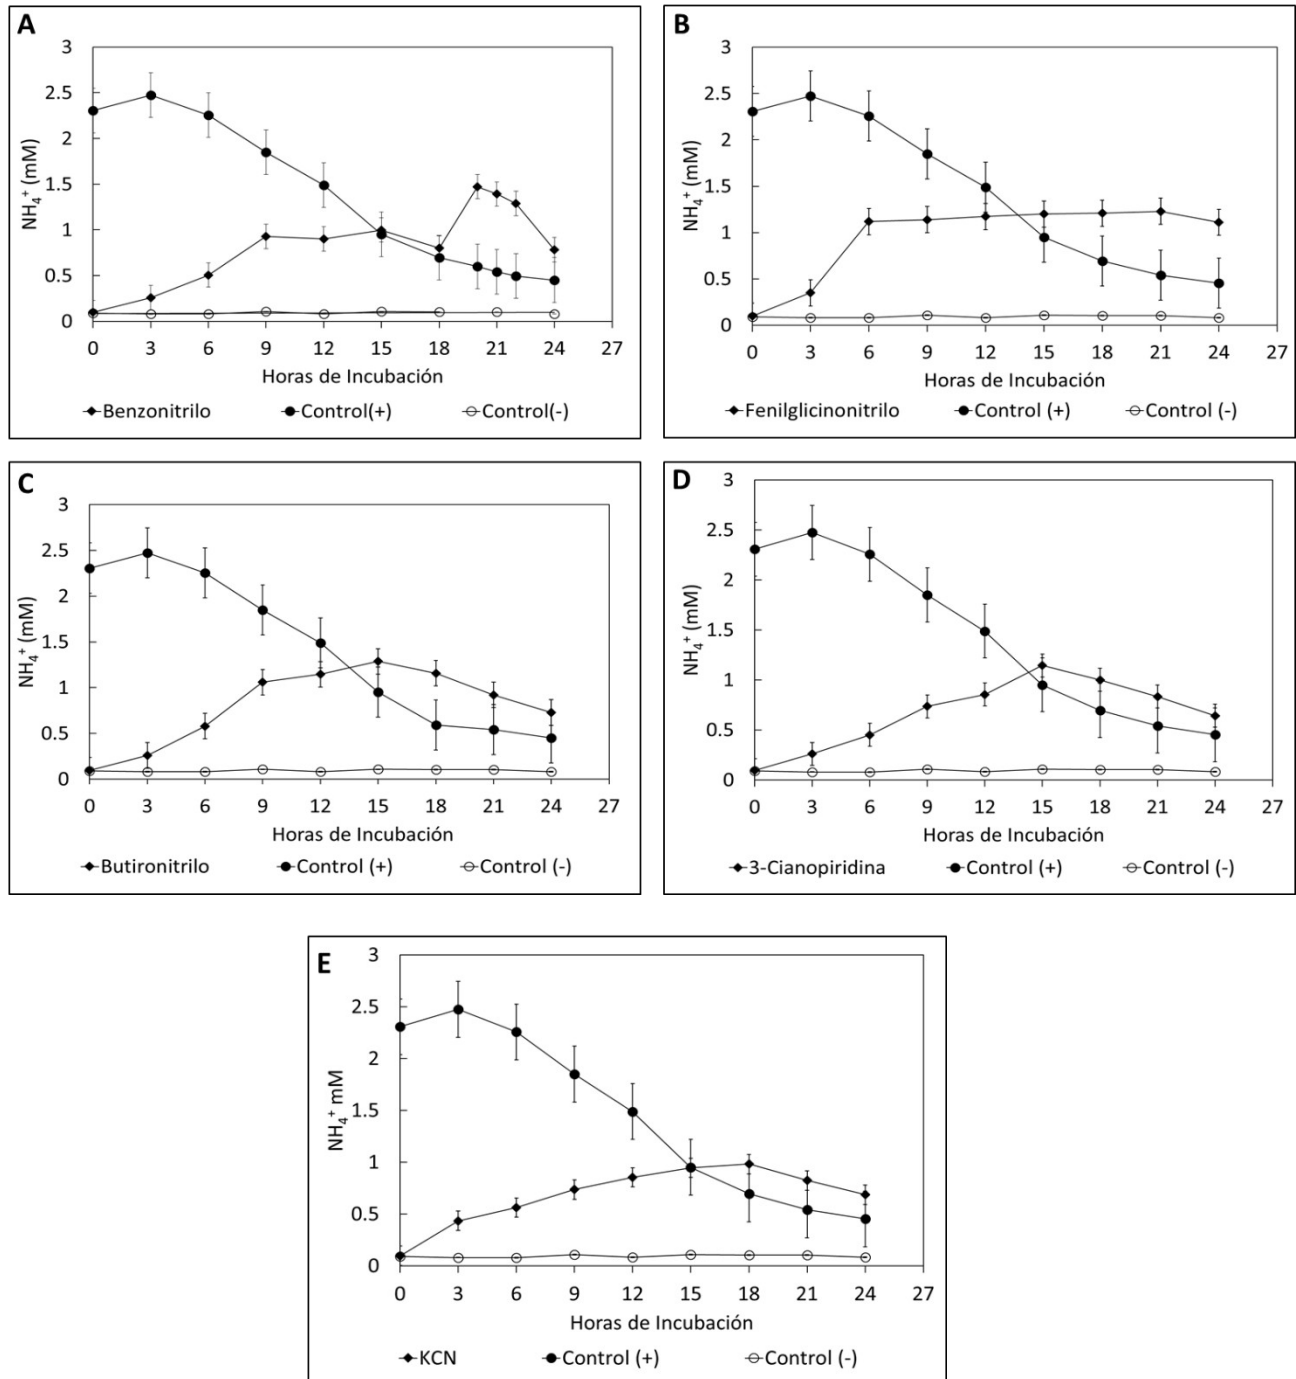 A
3
2.5
2
1.5
1
0.5
0
NH₄⁺ (mM)
0 3 6 9 12 15 18 21 24 27
Horas de Incubación
Benzonitrilo Control(+) Control(-)
B
3
2.5
2
1.5
1
0.5
0
NH₄⁺ (mM)
0 3 6 9 12 15 18 21 24 27
Horas de Incubación
Fenilglicinonitrilo Control (+) Control (-)
C
3
2.5
2
1.5
1
0.5
0
NH₄⁺ (mM)
0 3 6 9 12 15 18 21 24 27
Horas de Incubación
Butironitrilo Control (+) Control (-)
D
3
2.5
2
1.5
1
0.5
0
NH₄⁺ (mM)
0 3 6 9 12 15 18 21 24 27
Horas de Incubación
3-Cianopiridina Control (+) Control (-)
E
3
2.5
2
1.5
1
0.5
0
NH₄⁺ mM
0 3 6 9 12 15 18 21 24 27
Horas de Incubación
KCN Control (+) Control (-)